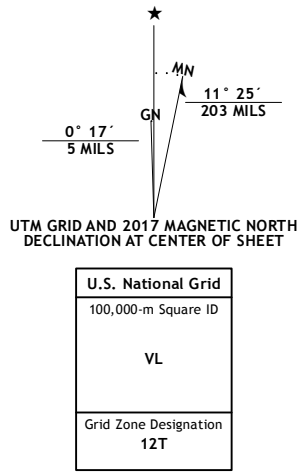 ★
MN
GN
11° 25´
203 MILS
0° 17´
5 MILS
UTM GRID AND 2017 MAGNETIC NORTH
DECLINATION AT CENTER OF SHEET
U.S. National Grid
100,000-m Square ID
VL
Grid Zone Designation
12T